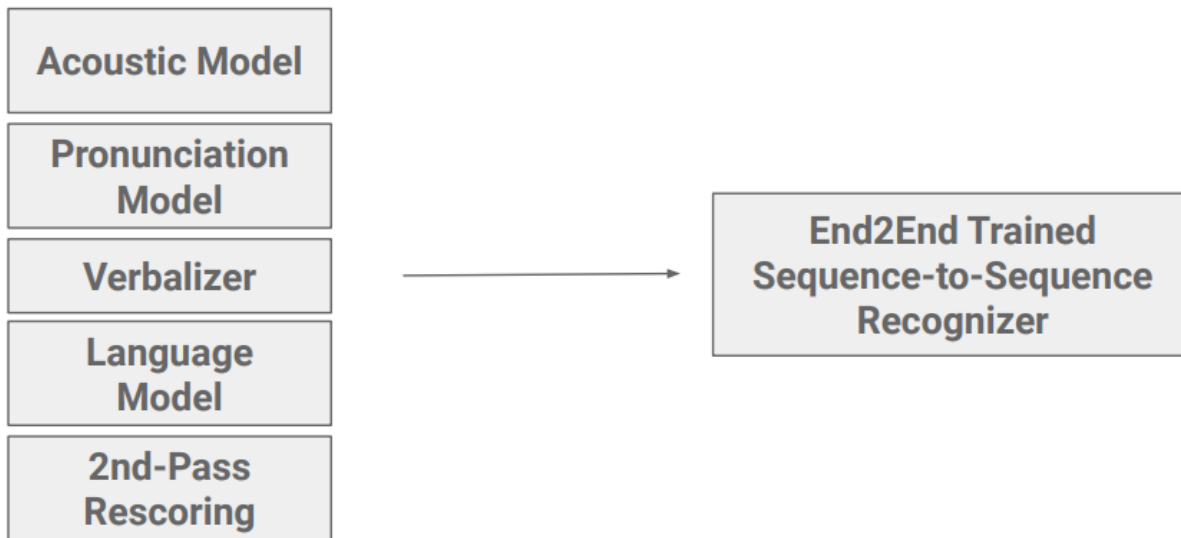 Acoustic Model
Pronunciation
Model
Verbalizer
Language
Model
2nd-Pass
Rescoring
End2End Trained
Sequence-to-Sequence
Recognizer